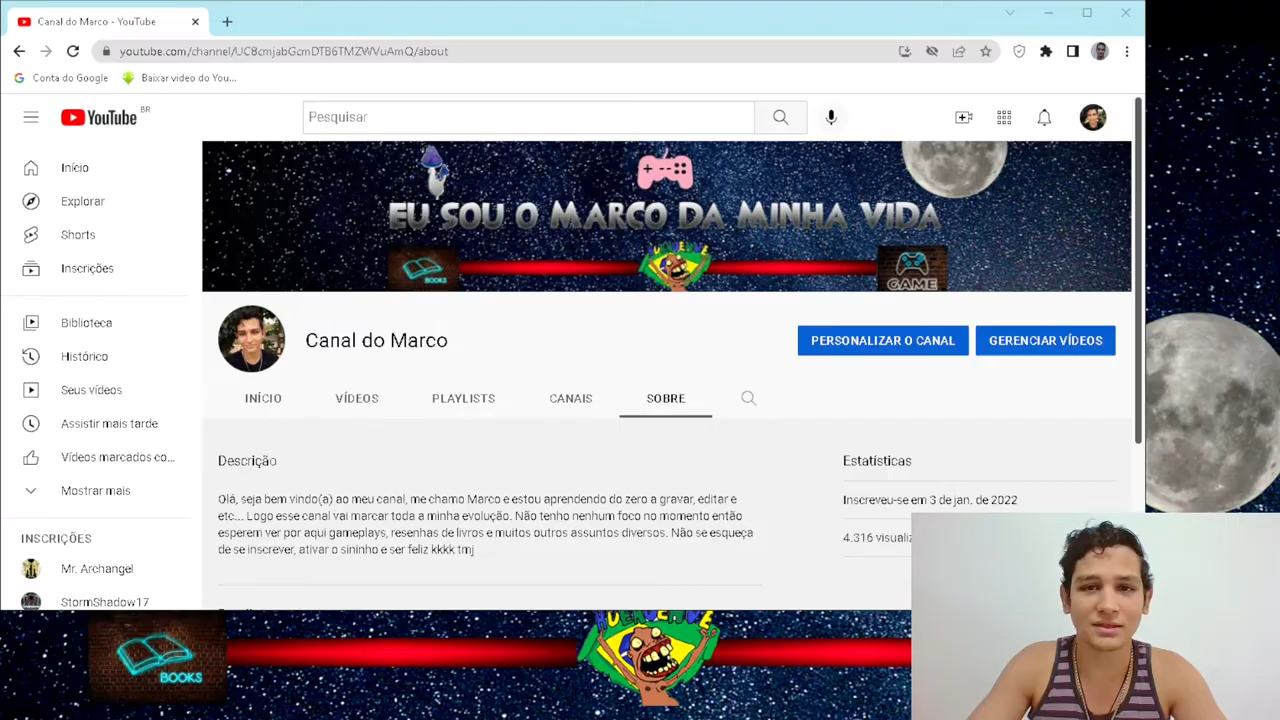 Canal do Marco - YouTube
youtube.com/channel/UC8cmjabGcmDTB6TMZWVuAmQ/about
Conta do Google
Baixar video do You...
YouTube BR
Pesquisar
Início
Explorar
Shorts
Inscrições
Biblioteca
Histórico
Seus vídeos
Assistir mais tarde
Vídeos marcados co...
Mostrar mais
INSCRIÇÕES
Mr. Archangel
StormShadow17
EU SOU O MARCO DA MINHA VIDA
BOOKS
HUEHUEHUE
GAME
Canal do Marco
PERSONALIZAR O CANAL
GERENCIAR VÍDEOS
INÍCIO
VÍDEOS
PLAYLISTS
CANAIS
SOBRE
Descrição
Olá, seja bem vindo(a) ao meu canal, me chamo Marco e estou aprendendo do zero a gravar, editar e
etc... Logo esse canal vai marcar toda a minha evolução. Não tenho nenhum foco no momento então
esperem ver por aqui gameplays, resenhas de livros e muitos outros assuntos diversos. Não se esqueça
de se inscrever, ativar o sininho e ser feliz kkkk tmj
Estatísticas
Inscreveu-se em 3 de jan. de 2022
4.316 visualiz
BOOKS
HUEHUEHUE